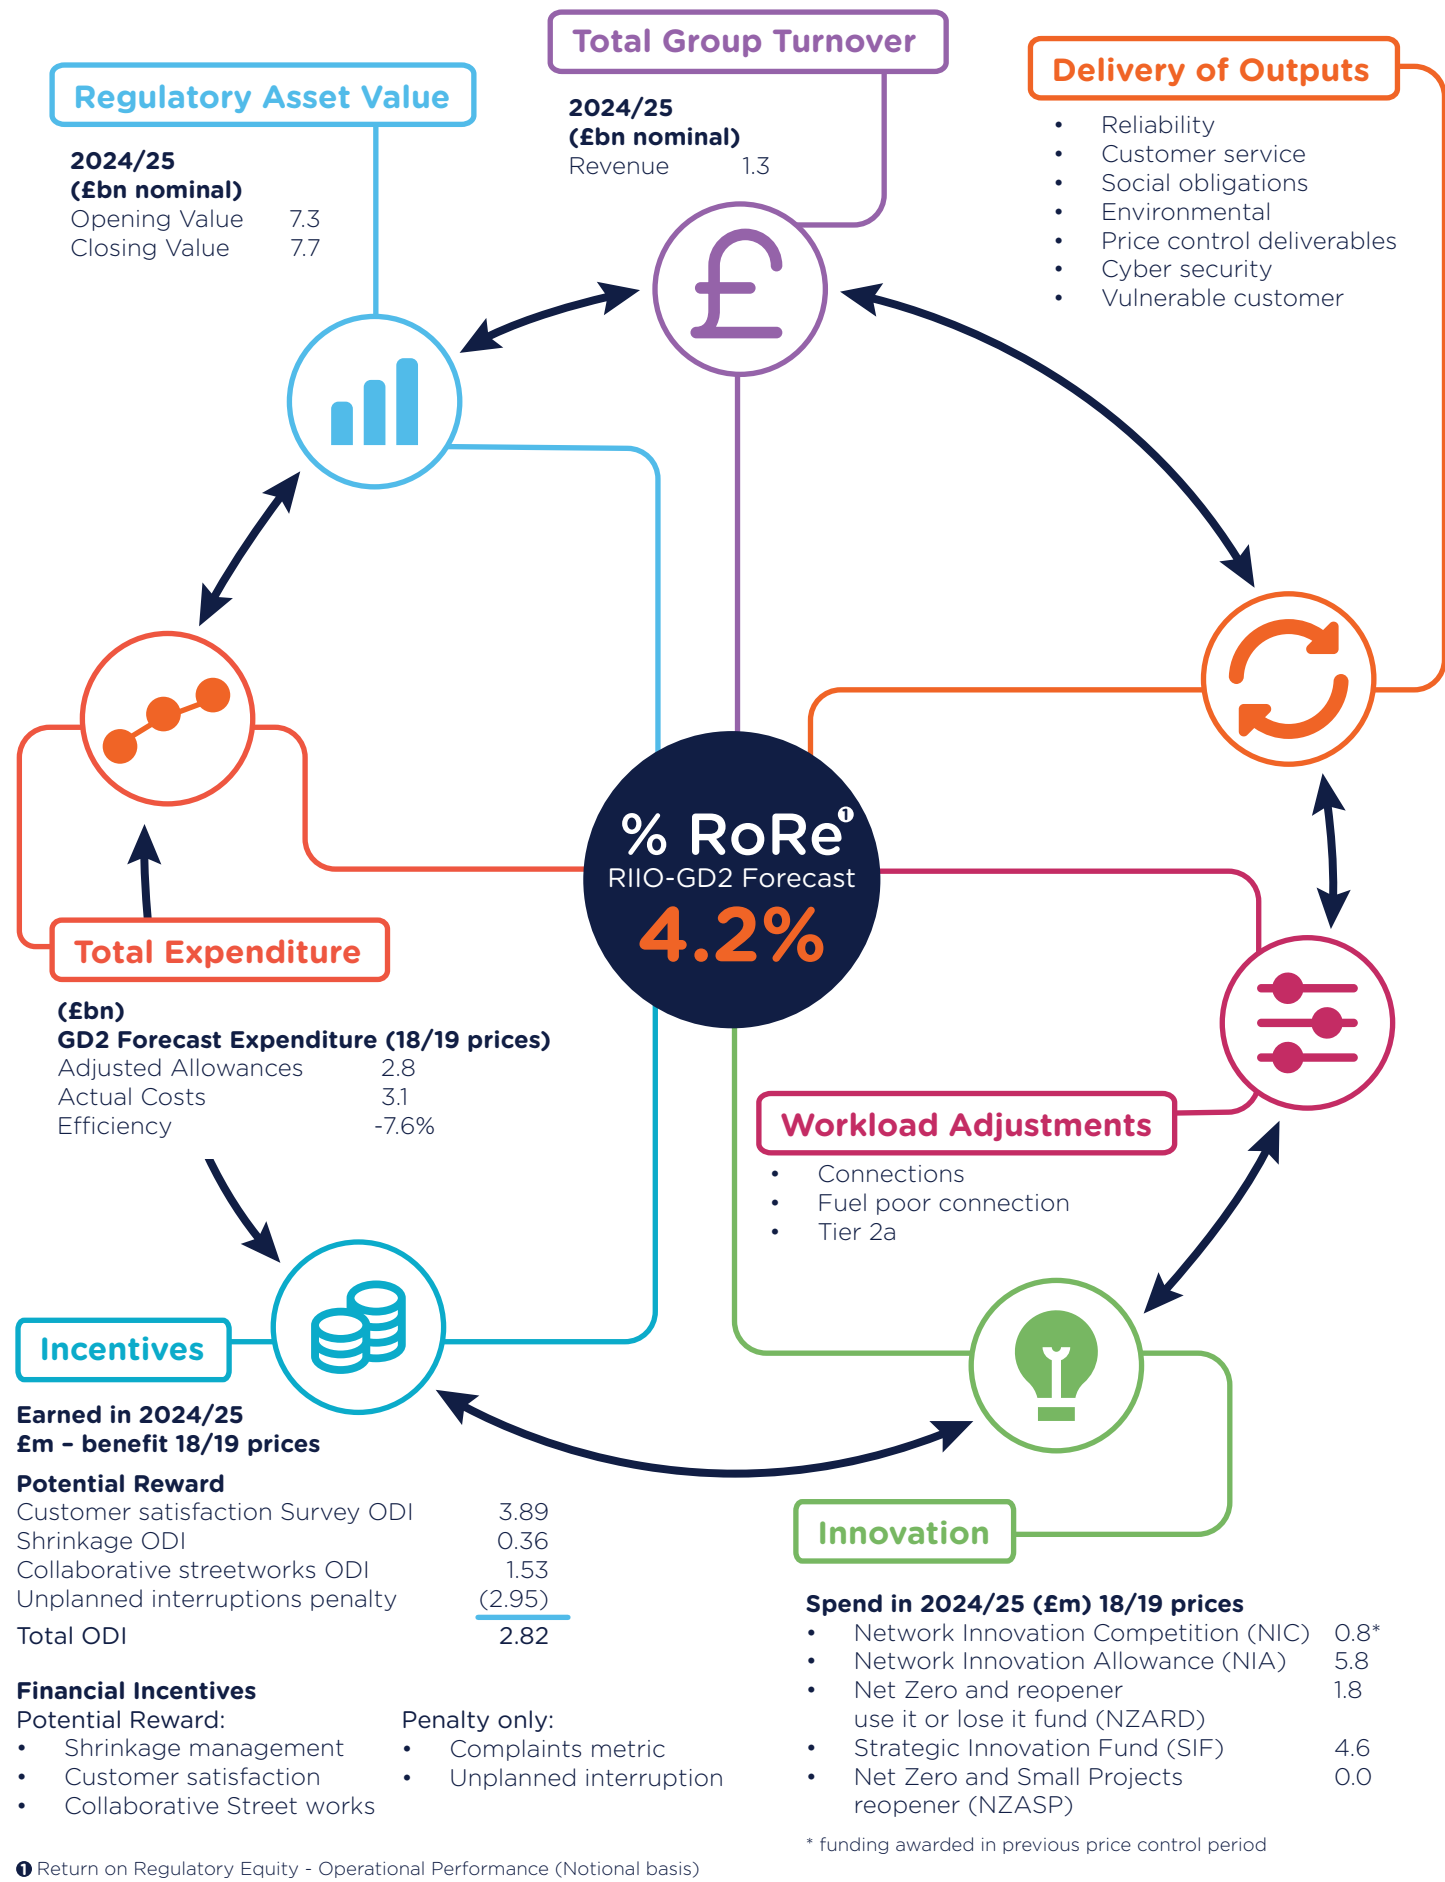 Total Group Turnover
2024/25
(£bn nominal)
Revenue 1.3
Regulatory Asset Value
2024/25
(£bn nominal)
Opening Value 7.3
Closing Value 7.7
Delivery of Outputs
• Reliability
• Customer service
• Social obligations
• Environmental
• Price control deliverables
• Cyber security
• Vulnerable customer
£
% RoRe❶
RIIO-GD2 Forecast
4.2%
Total Expenditure
(£bn)
GD2 Forecast Expenditure (18/19 prices)
Adjusted Allowances 2.8
Actual Costs 3.1
Efficiency -7.6%
Workload Adjustments
• Connections
• Fuel poor connection
• Tier 2a
Incentives
Earned in 2024/25
£m – benefit 18/19 prices
Potential Reward
Customer satisfaction Survey ODI 3.89
Shrinkage ODI 0.36
Collaborative streetworks ODI 1.53
Unplanned interruptions penalty (2.95)
Total ODI 2.82
Financial Incentives
Potential Reward:
• Shrinkage management
• Customer satisfaction
• Collaborative Street works
Penalty only:
• Complaints metric
• Unplanned interruption
Innovation
Spend in 2024/25 (£m) 18/19 prices
• Network Innovation Competition (NIC) 0.8*
• Network Innovation Allowance (NIA) 5.8
• Net Zero and reopener 1.8
use it or lose it fund (NZARD)
• Strategic Innovation Fund (SIF) 4.6
• Net Zero and Small Projects 0.0
reopener (NZASP)
* funding awarded in previous price control period
❶ Return on Regulatory Equity - Operational Performance (Notional basis)